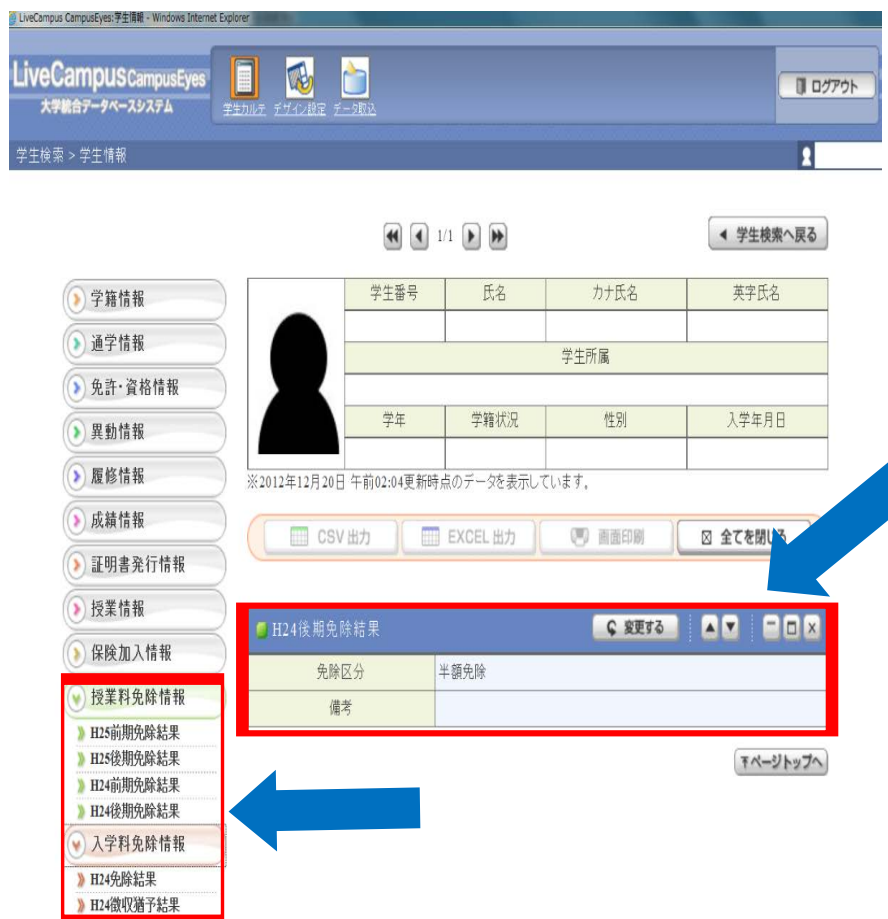 LiveCampus CampusEyes:学生情報 - Windows Internet Explorer
LiveCampus CampusEyes
大学統合データベースシステム
学生カルテ デザイン設定 データ取込
ログアウト
学生検索 > 学生情報
1/1
学生検索へ戻る
学籍情報
通学情報
免許・資格情報
異動情報
履修情報
成績情報
証明書発行情報
授業情報
保険加入情報
授業料免除情報
H25前期免除結果
H25後期免除結果
H24前期免除結果
H24後期免除結果
入学料免除情報
H24免除結果
H24徴収猶予結果
学生番号 氏名 カナ氏名 英字氏名
学生所属
学年 学籍状況 性別 入学年月日
※2012年12月20日 午前02:04更新時点のデータを表示しています。
CSV 出力 EXCEL 出力 画面印刷 全てを閉じる
H24後期免除結果 変更する
免除区分 半額免除
備考
ページトップへ